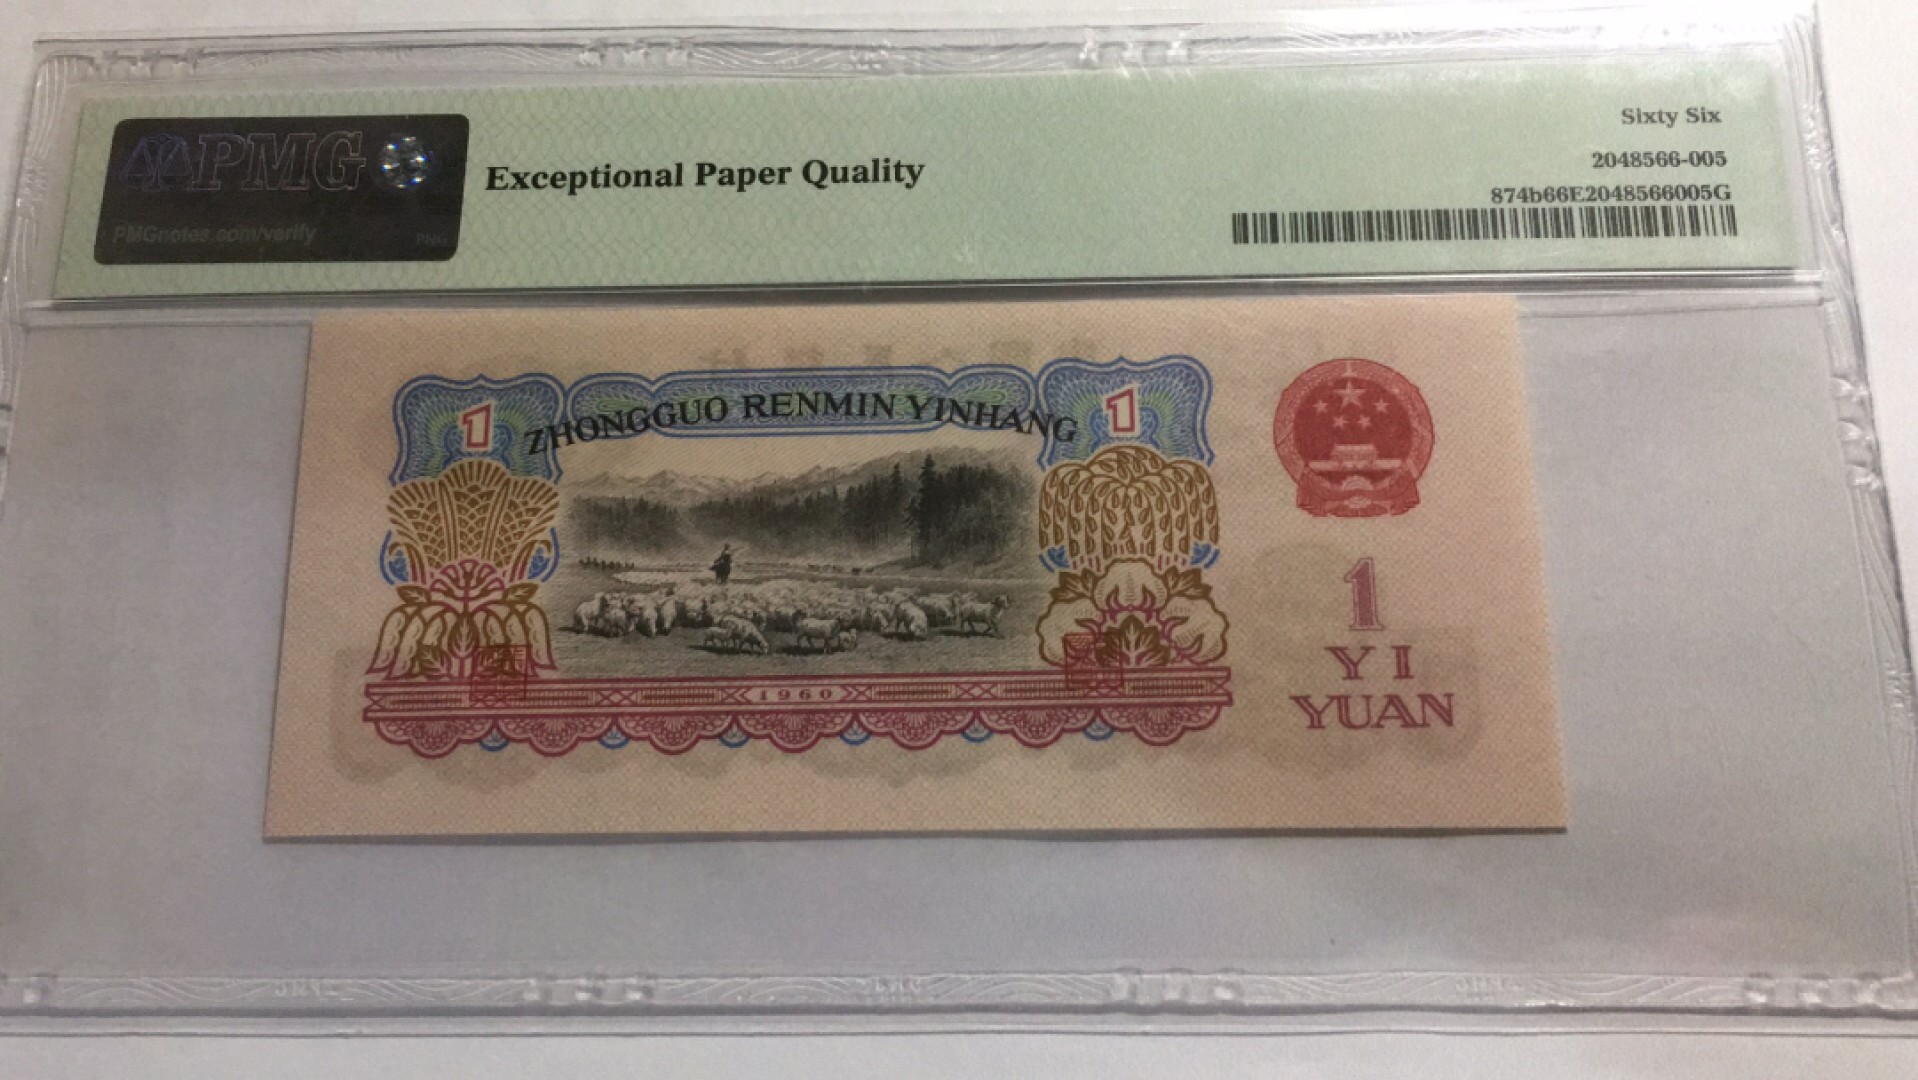 PMG
PMGnotes.com/verify
PMG
Exceptional Paper Quality
Sixty Six
2048566-005
874b66E2048566005G
1
ZHONGGUO RENMIN YINHANG
1
1960
1
YI
YUAN